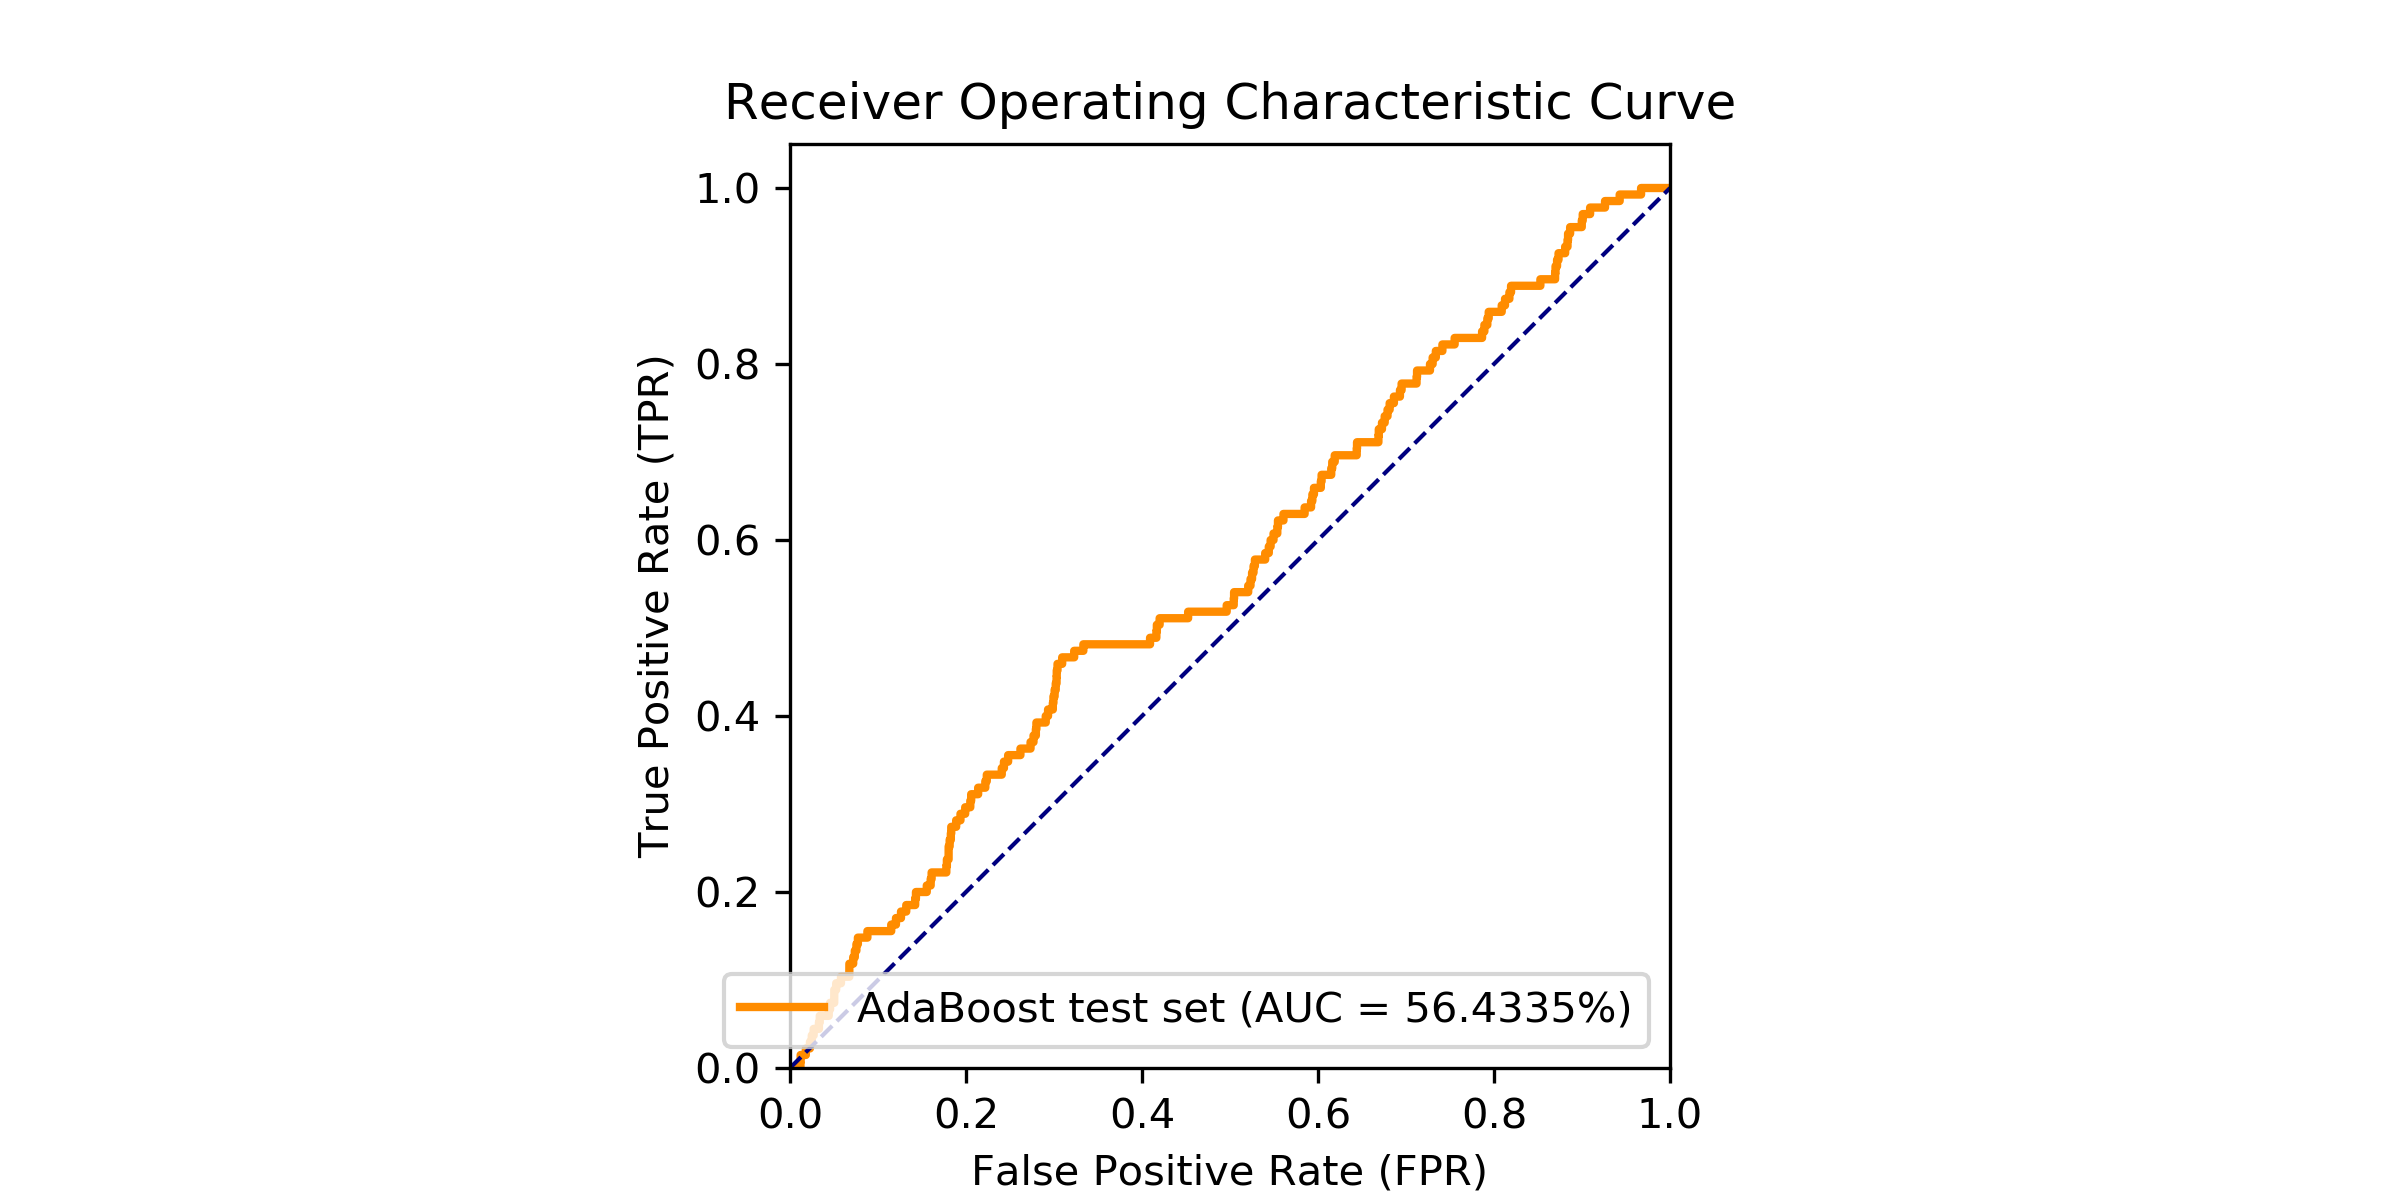 Receiver Operating Characteristic Curve
True Positive Rate (TPR)
1.0
0.8
0.6
0.4
0.2
0.0
AdaBoost test set (AUC = 56.4335%)
0.0 0.2 0.4 0.6 0.8 1.0
False Positive Rate (FPR)